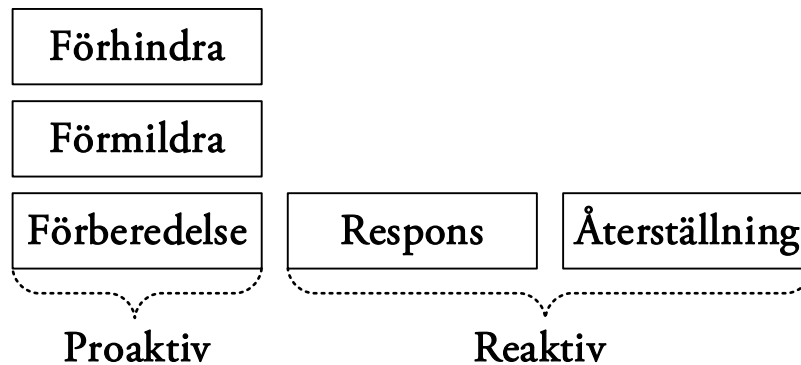 Förhindra
Förmildra
Förberedelse Respons Återställning
Proaktiv Reaktiv